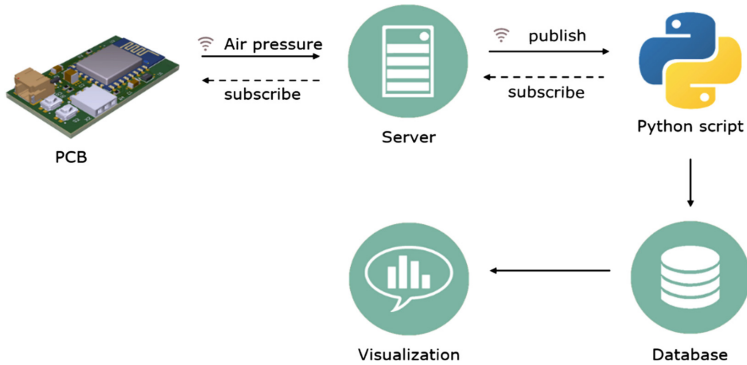 Air pressure
subscribe
publish
subscribe
PCB
Server
Python script
Visualization
Database